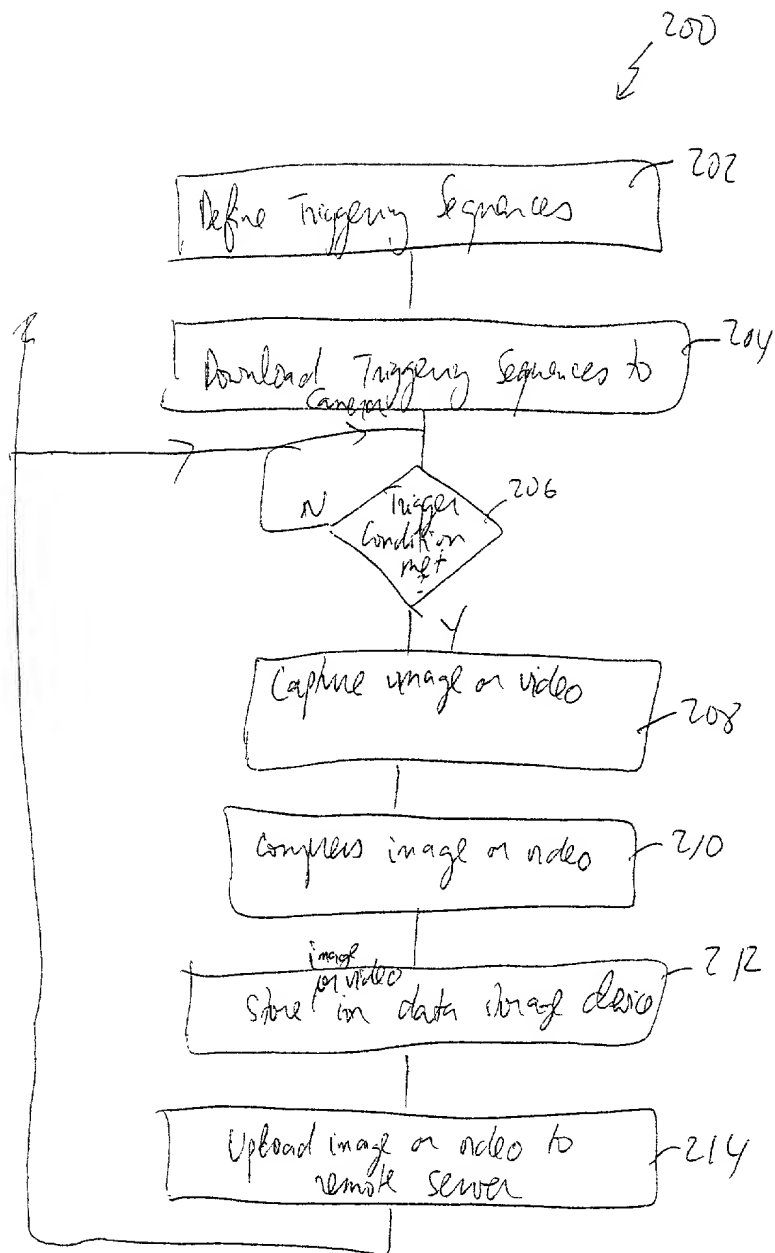 200
202
Define Triggering Sequences
204
Download Triggering Sequences to
Camera
206
N
Trigger
Condition
met
Y
Capture image or video
208
Compress image or video
210
image
or video
Store in data storage device
212
Upload image or video to
remote server
214